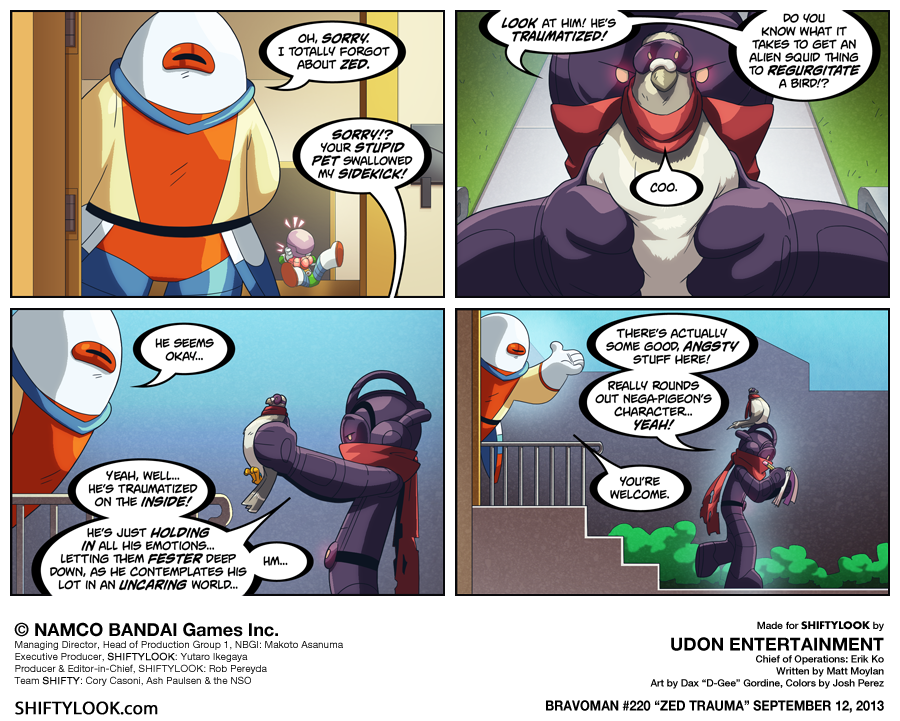 OH, SORRY.
I TOTALLY FORGOT
ABOUT ZED.
SORRY!?
YOUR STUPID
PET SWALLOWED
MY SIDEKICK!
LOOK AT HIM! HE'S
TRAUMATIZED!
DO YOU
KNOW WHAT IT
TAKES TO GET AN
ALIEN SQUID THING
TO REGURGITATE
A BIRD!?
COO.
HE SEEMS
OKAY...
YEAH, WELL...
HE'S TRAUMATIZED
ON THE INSIDE!
HE'S JUST HOLDING
IN ALL HIS EMOTIONS...
LETTING THEM FESTER DEEP
DOWN, AS HE CONTEMPLATES HIS
LOT IN AN UNCARING WORLD...
HM...
THERE'S ACTUALLY
SOME GOOD, ANGSTY
STUFF HERE!
REALLY ROUNDS
OUT NEGA-PIGEON'S
CHARACTER...
YEAH!
YOU'RE
WELCOME.
© NAMCO BANDAI Games Inc.
Managing Director, Head of Production Group 1, NBGI: Makoto Asanuma
Executive Producer, SHIFTYLOOK: Yutaro Ikegaya
Producer & Editor-in-Chief, SHIFTYLOOK: Rob Pereyda
Team SHIFTY: Cory Casoni, Ash Paulsen & the NSO
SHIFTYLOOK.com
Made for SHIFTYLOOK by
UDON ENTERTAINMENT
Chief of Operations: Erik Ko
Written by Matt Moylan
Art by Dax "D-Gee" Gordine, Colors by Josh Perez
BRAVOMAN #220 "ZED TRAUMA" SEPTEMBER 12, 2013